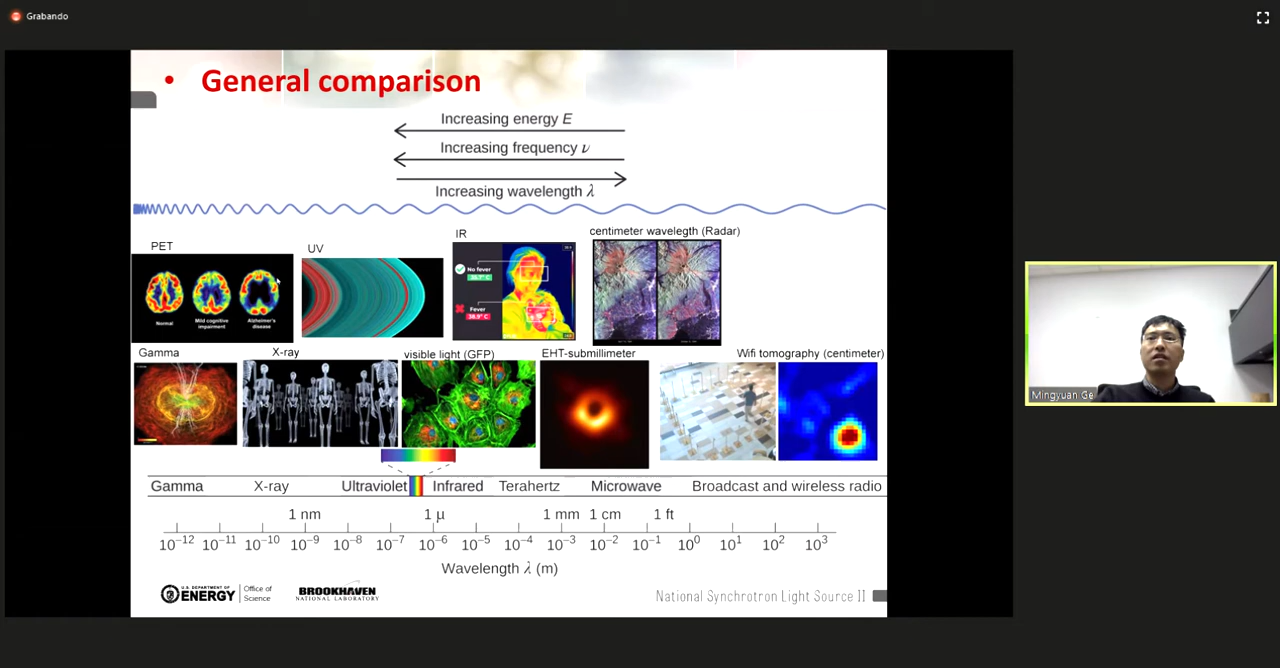 Grabando
• General comparison
Increasing energy E
Increasing frequency ν
Increasing wavelength λ
PET
UV
IR
centimeter wavelegth (Radar)
No fever
Fever
Normal
Mild cognitive
impairment
Alzheimer's
disease
Gamma
X-ray
visible light (GFP)
EHT-submillimeter
Wifi tomography (centimeter)
Mingyuan Ge
Gamma X-ray Ultraviolet Infrared Terahertz Microwave Broadcast and wireless radio
1 nm 1 µ 1 mm 1 cm 1 ft
10⁻¹² 10⁻¹¹ 10⁻¹⁰ 10⁻⁹ 10⁻⁸ 10⁻⁷ 10⁻⁶ 10⁻⁵ 10⁻⁴ 10⁻³ 10⁻² 10⁻¹ 10⁰ 10¹ 10² 10³
Wavelength λ (m)
U.S. DEPARTMENT OF
ENERGY
Office of
Science
BROOKHAVEN
NATIONAL LABORATORY
National Synchrotron Light Source II